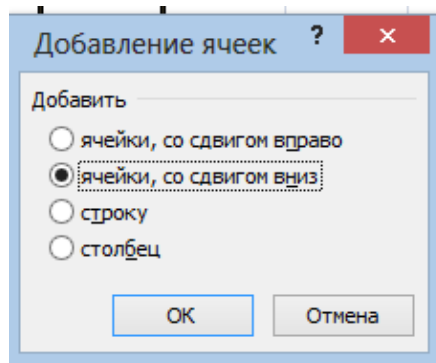 Добавление ячеек ? ×
Добавить
ячейки, со сдвигом вправо
ячейки, со сдвигом вниз
строку
столбец
ОК Отмена